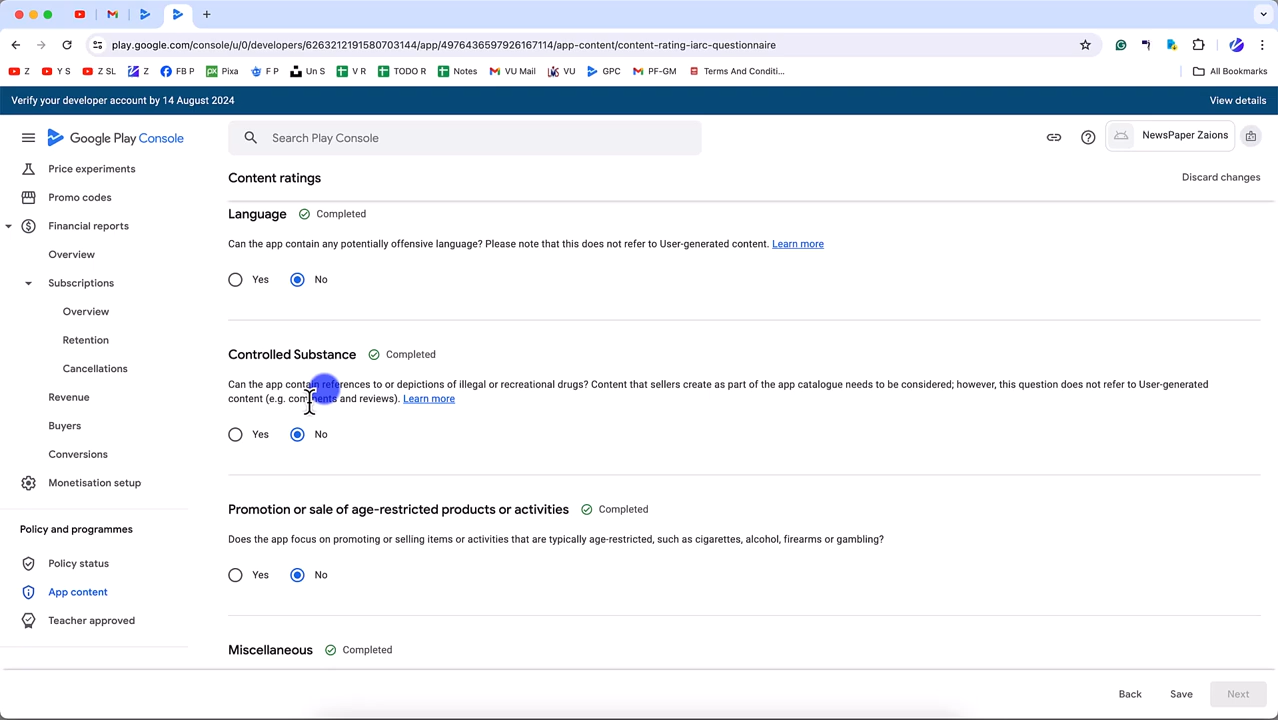 play.google.com/console/u/0/developers/6263212191580703144/app/4976436597926167114/app-content/content-rating-iarc-questionnaire
Z
Y S
Z SL
Z
FB P
Pixa
F P
Un S
V R
TODO R
Notes
VU Mail
VU
GPC
PF-GM
Terms And Conditi...
All Bookmarks
Verify your developer account by 14 August 2024
View details
Google Play Console
Search Play Console
NewsPaper Zaions
Price experiments
Promo codes
Financial reports
Overview
Subscriptions
Overview
Retention
Cancellations
Revenue
Buyers
Conversions
Monetisation setup
Policy and programmes
Policy status
App content
Teacher approved
Content ratings
Discard changes
Language Completed
Can the app contain any potentially offensive language? Please note that this does not refer to User-generated content. Learn more
Yes No
Controlled Substance Completed
Can the app contain references to or depictions of illegal or recreational drugs? Content that sellers create as part of the app catalogue needs to be considered; however, this question does not refer to User-generated
content (e.g. comments and reviews). Learn more
Yes No
Promotion or sale of age-restricted products or activities Completed
Does the app focus on promoting or selling items or activities that are typically age-restricted, such as cigarettes, alcohol, firearms or gambling?
Yes No
Miscellaneous Completed
Back Save Next